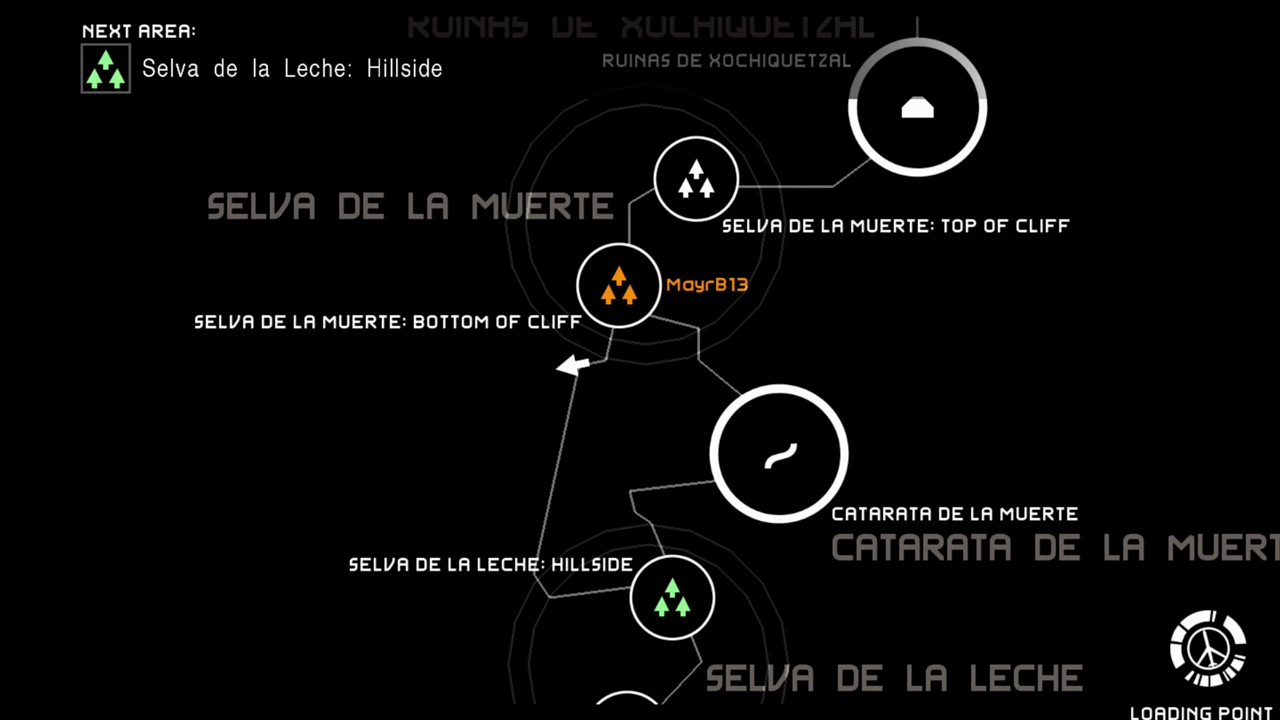 NEXT AREA:
Selva de la Leche: Hillside
RUINAS DE XOCHIQUETZAL
RUINAS DE XOCHIQUETZAL
SELVA DE LA MUERTE
SELVA DE LA MUERTE: TOP OF CLIFF
MayrB13
SELVA DE LA MUERTE: BOTTOM OF CLIFF
CATARATA DE LA MUERTE
CATARATA DE LA MUERT
SELVA DE LA LECHE: HILLSIDE
SELVA DE LA LECHE
LOADING POINT